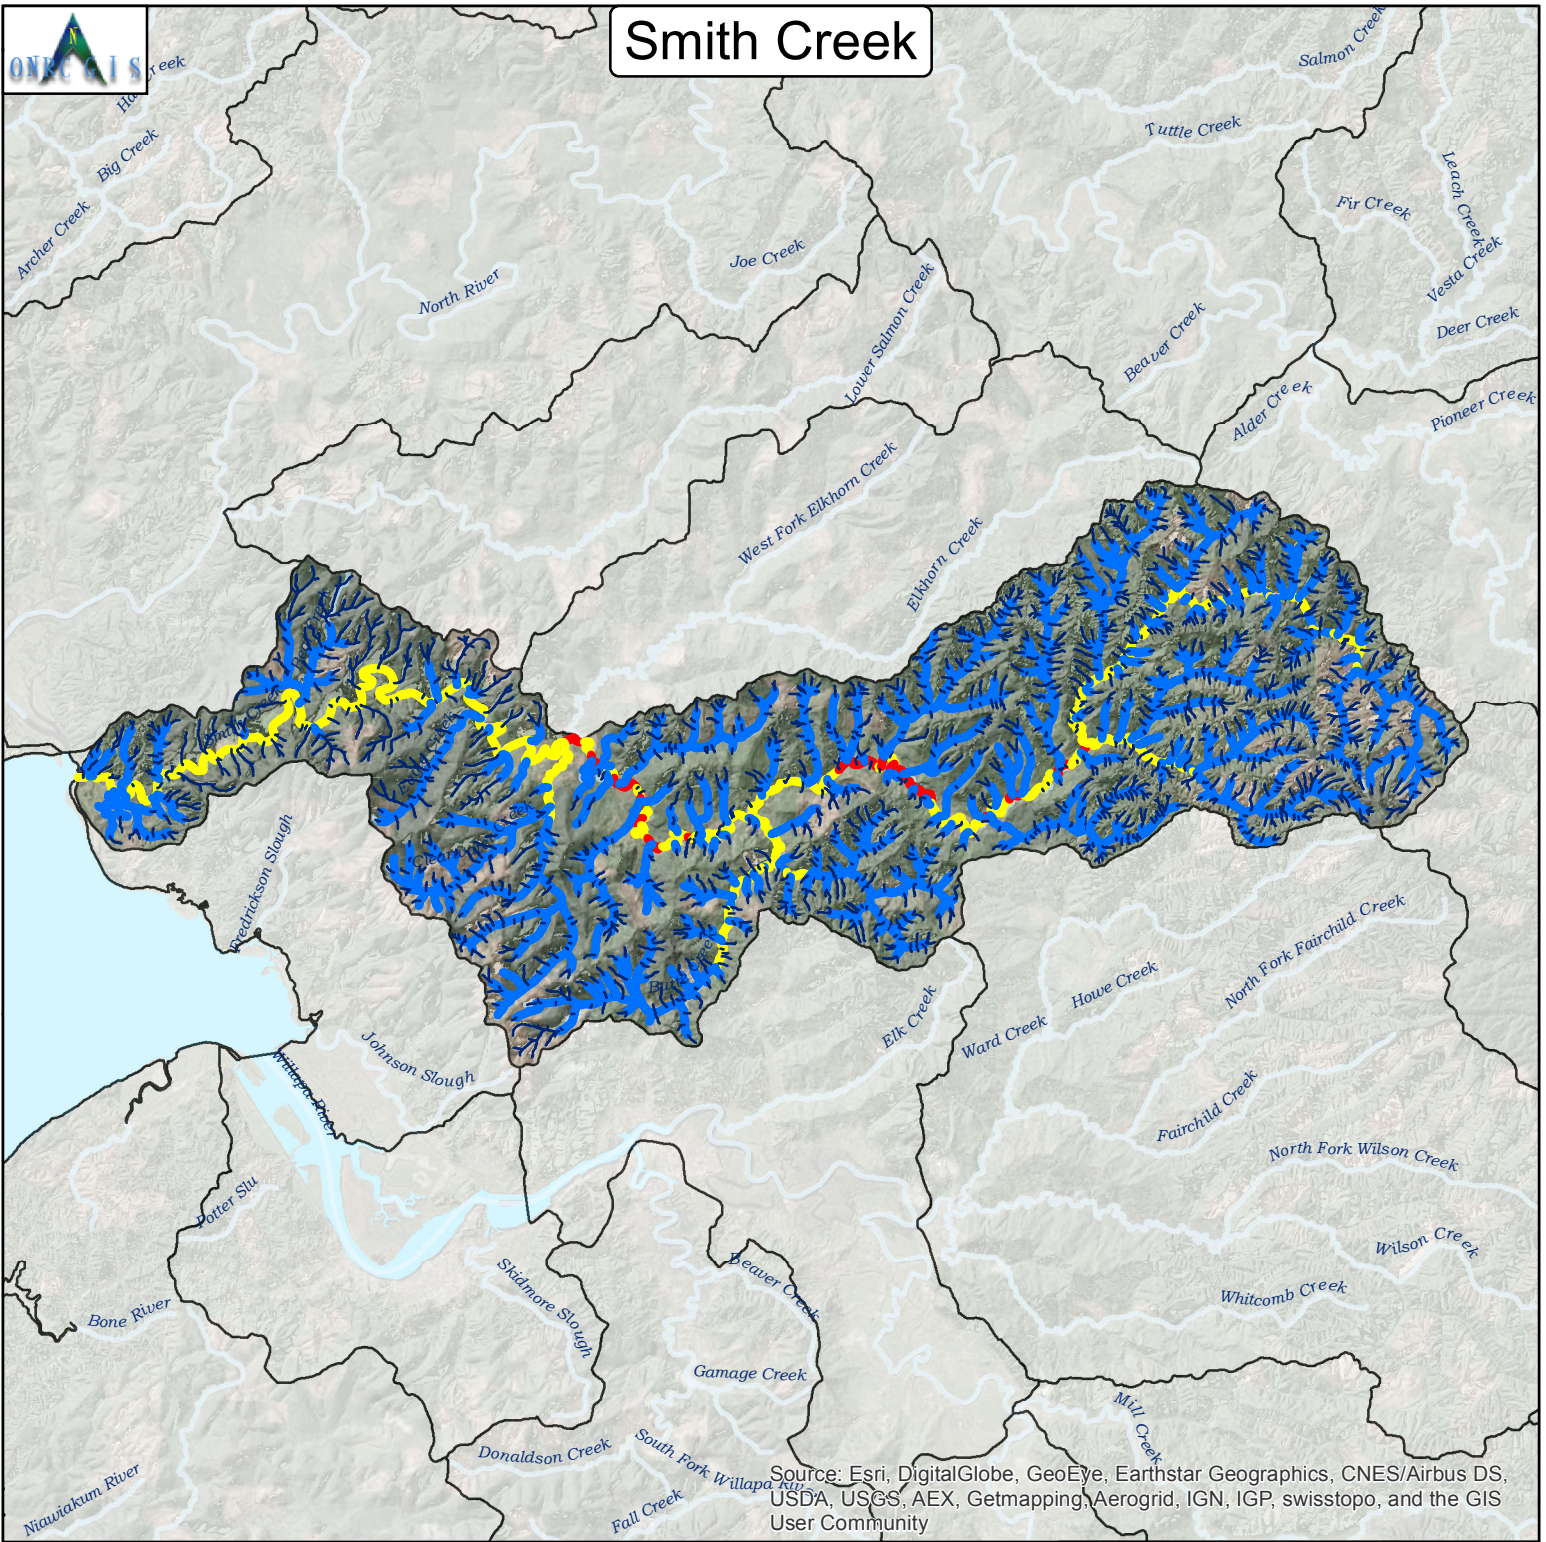 Smith Creek
N
ONRC GIS
Salmon Creek
Big Creek
Tuttle Creek
Leach Creek
Archer Creek
Fir Creek
Joe Creek
Vesta Creek
North River
Lower Salmon Creek
Beaver Creek
Deer Creek
Alder Creek
Pioneer Creek
West Fork Elkhorn Creek
Elkhorn Creek
Smith Creek
Creek
Fredrickson Slough
North Fork Fairchild Creek
Howe Creek
Elk Creek
Ward Creek
Johnson Slough
Willapa River
Fairchild Creek
North Fork Wilson Creek
Potter Slu
Wilson Creek
Skidmore Slough
Beaver Creek
Whitcomb Creek
Bone River
Gamage Creek
Mill Creek
Donaldson Creek
South Fork Willapa River
Niawiakum River
Fall Creek
Source: Esri, DigitalGlobe, GeoEye, Earthstar Geographics, CNES/Airbus DS,
USDA, USGS, AEX, Getmapping, Aerogrid, IGN, IGP, swisstopo, and the GIS
User Community